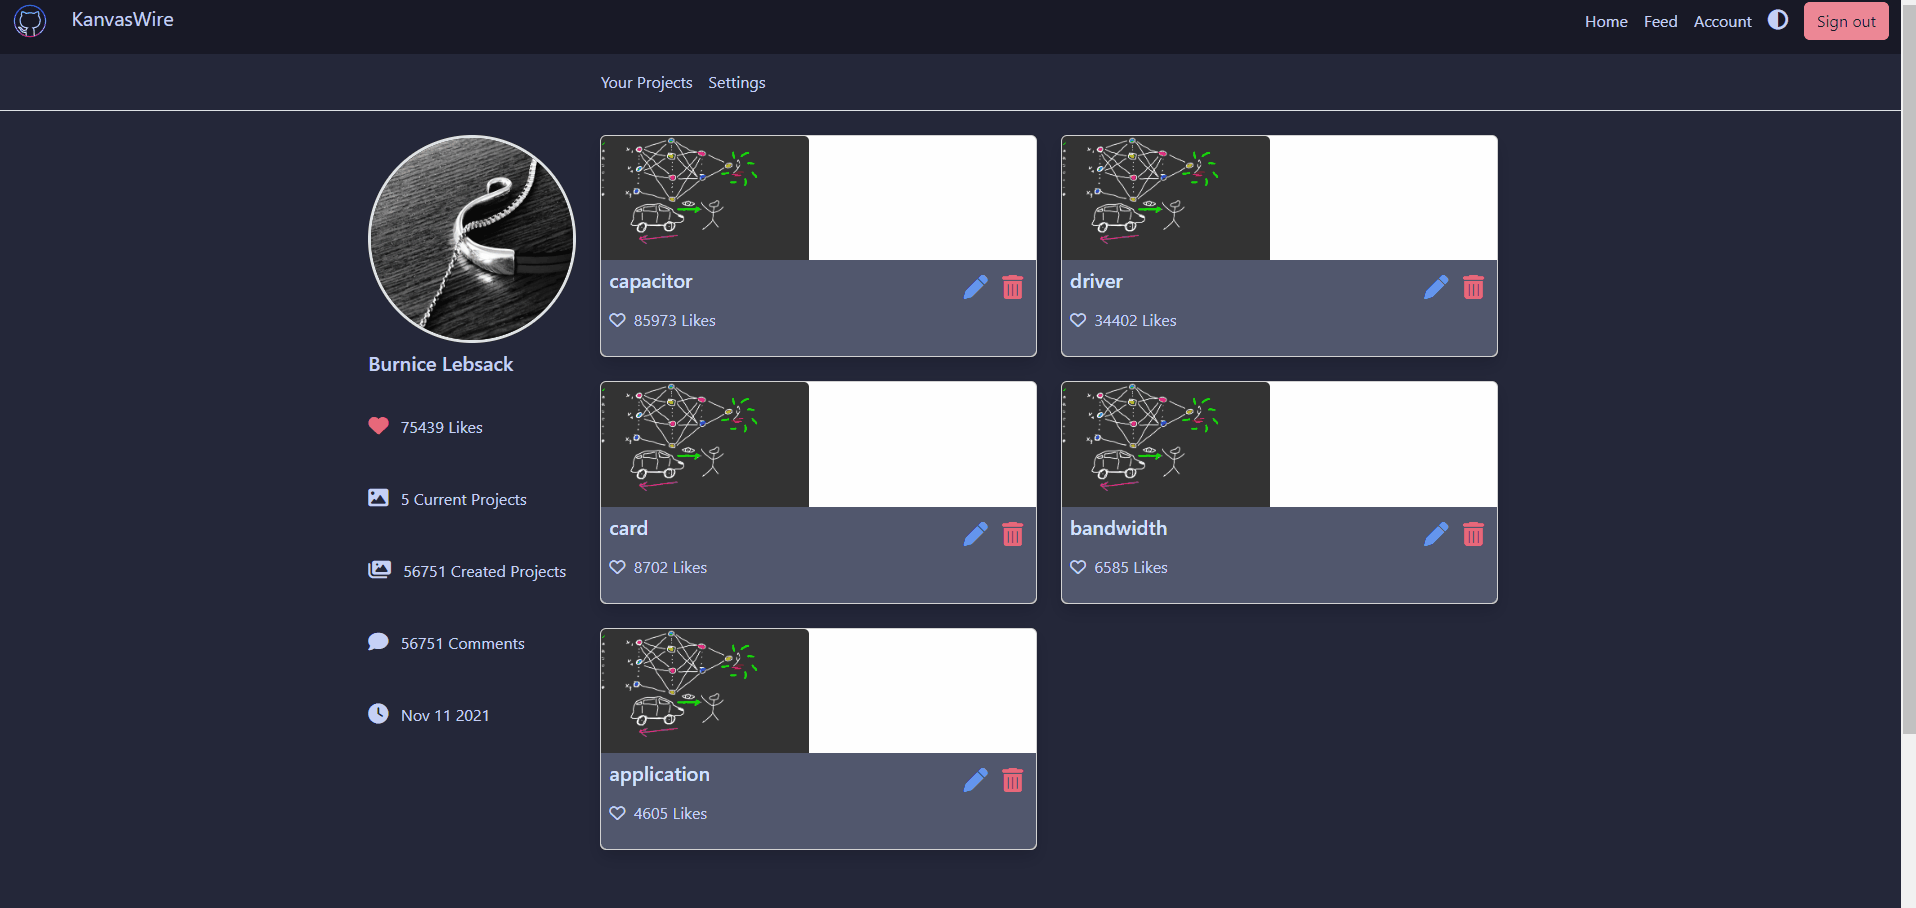 KanvasWire
Home Feed Account Sign out
Your Projects Settings
Burnice Lebsack
75439 Likes
5 Current Projects
56751 Created Projects
56751 Comments
Nov 11 2021
capacitor
85973 Likes
driver
34402 Likes
card
8702 Likes
bandwidth
6585 Likes
application
4605 Likes